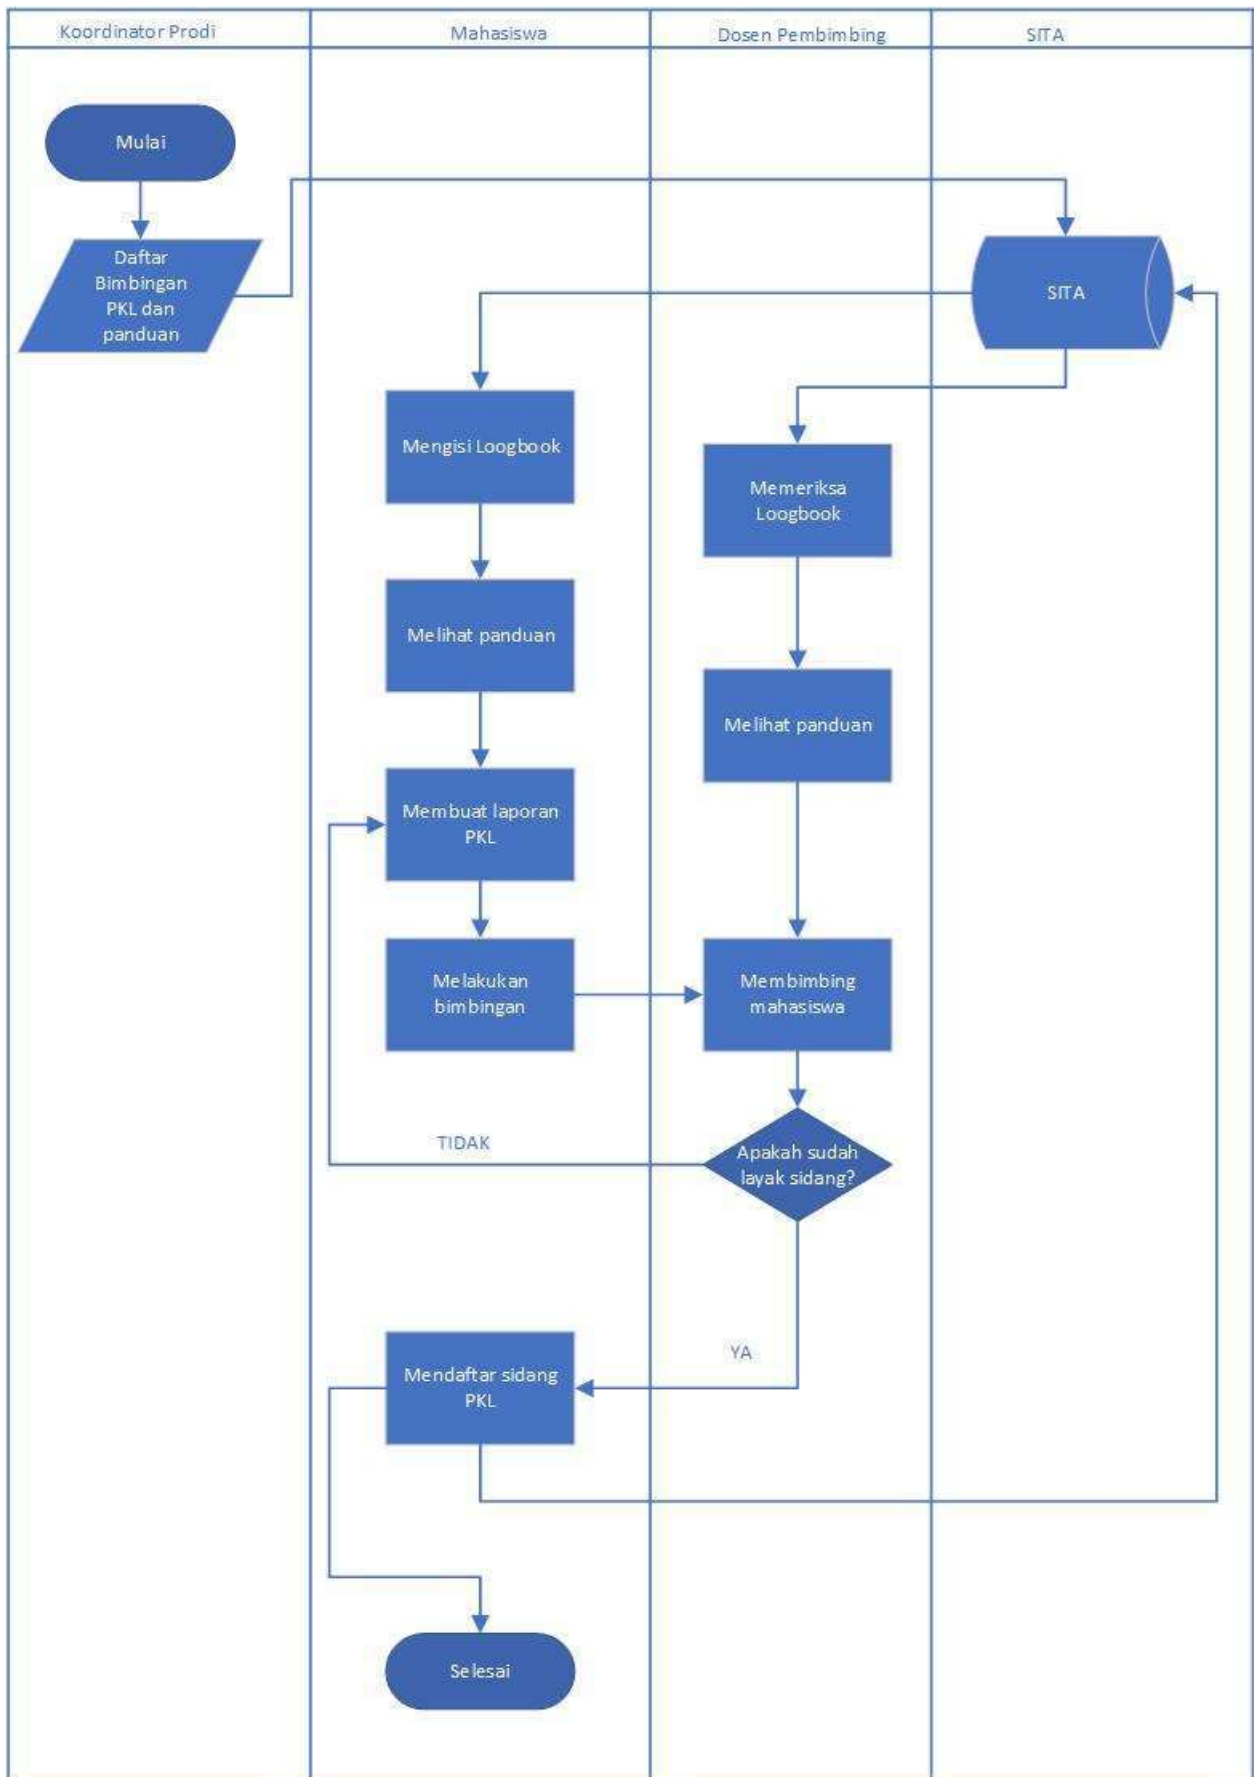 Koordinator Prodi
Mahasiswa
Dosen Pembimbing
SITA
Mulai
Daftar
Bimbingan
PKL dan
panduan
SITA
Mengisi Loogbook
Memeriksa
Loogbook
Melihat panduan
Melihat panduan
Membuat laporan
PKL
Melakukan
bimbingan
Membimbing
mahasiswa
TIDAK
Apakah sudah
layak sidang?
YA
Mendaftar sidang
PKL
Selesai